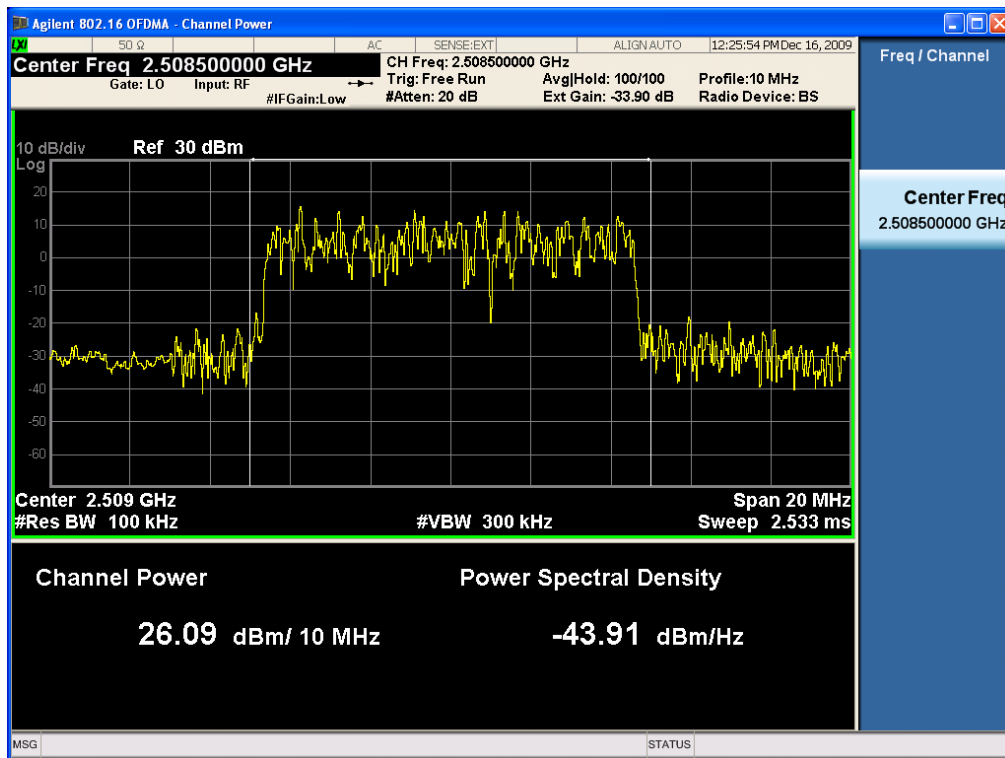 Agilent 802.16 OFDMA - Channel Power
LXI 50 Ω AC SENSE:EXT ALIGN AUTO 12:25:54 PM Dec 16, 2009
Center Freq 2.508500000 GHz
Gate: LO Input: RF #IFGain:Low
CH Freq: 2.508500000 GHz
Trig: Free Run Avg|Hold: 100/100 Profile:10 MHz
#Atten: 20 dB Ext Gain: -33.90 dB Radio Device: BS
Freq / Channel
Center Freq
2.508500000 GHz
10 dB/div Ref 30 dBm
Log
20
10
0
-10
-20
-30
-40
-50
-60
Center 2.509 GHz Span 20 MHz
#Res BW 100 kHz #VBW 300 kHz Sweep 2.533 ms
Channel Power Power Spectral Density
26.09 dBm/ 10 MHz -43.91 dBm/Hz
MSG STATUS